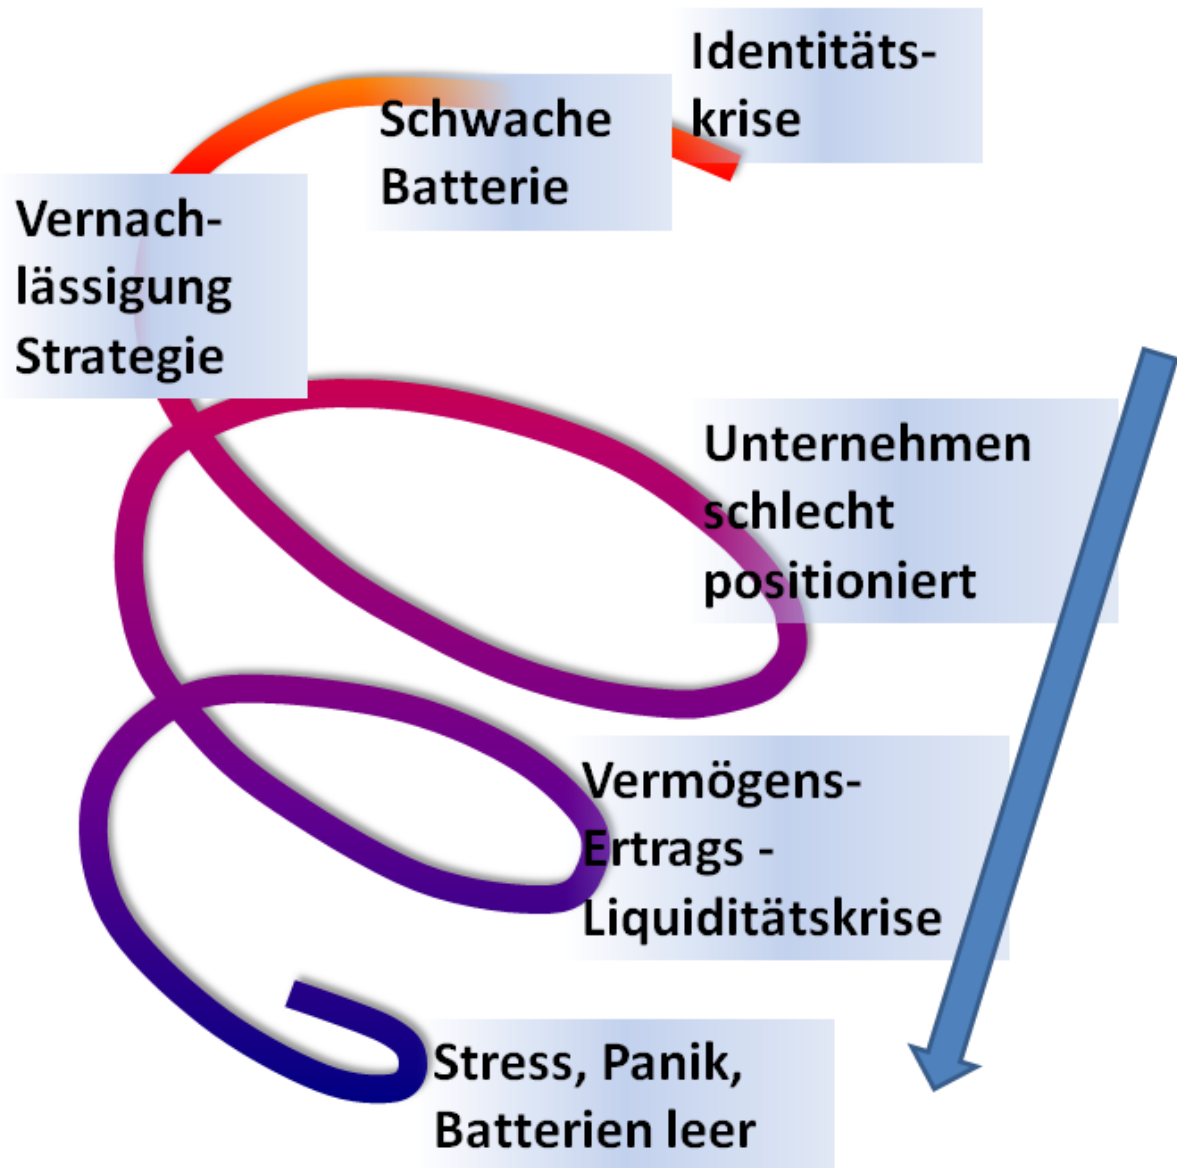 Identitäts-
krise
Schwache
Batterie
Vernach-
lässigung
Strategie
Unternehmen
schlecht
positioniert
Vermögens-
Ertrags -
Liquiditätskrise
Stress, Panik,
Batterien leer